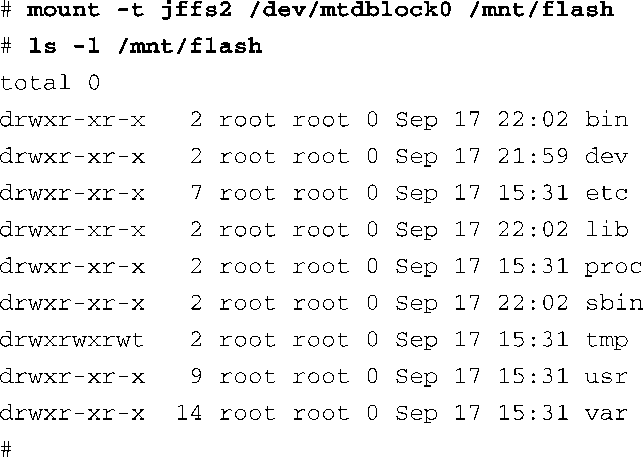 # mount -t jffs2 /dev/mtdblock0 /mnt/flash
# ls -l /mnt/flash
total 0
drwxr-xr-x   2 root root 0 Sep 17 22:02 bin
drwxr-xr-x   2 root root 0 Sep 17 21:59 dev
drwxr-xr-x   7 root root 0 Sep 17 15:31 etc
drwxr-xr-x   2 root root 0 Sep 17 22:02 lib
drwxr-xr-x   2 root root 0 Sep 17 15:31 proc
drwxr-xr-x   2 root root 0 Sep 17 22:02 sbin
drwxrwxrwt   2 root root 0 Sep 17 15:31 tmp
drwxr-xr-x   9 root root 0 Sep 17 15:31 usr
drwxr-xr-x  14 root root 0 Sep 17 15:31 var
#